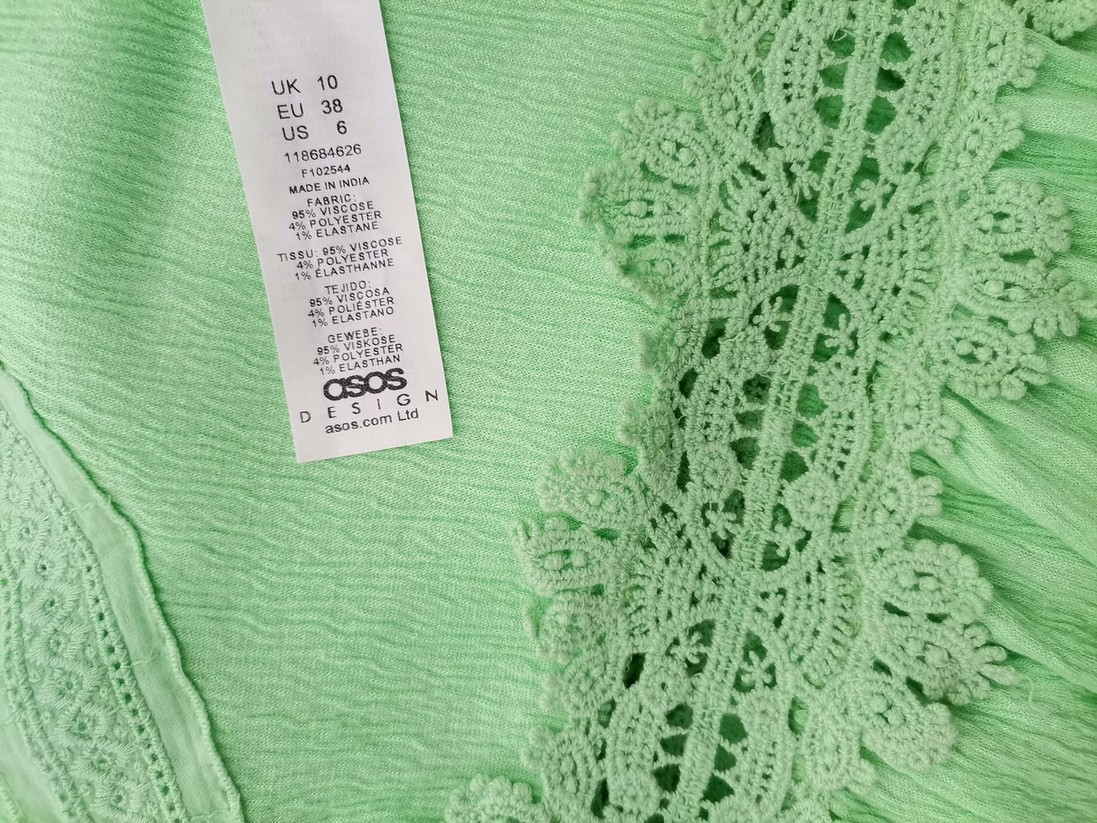 UK 10
EU 38
US 6
118684626
F102544
MADE IN INDIA
FABRIC:
95% VISCOSE
4% POLYESTER
1% ELASTANE
TISSU: 95% VISCOSE
4% POLYESTER
1% ÉLASTHANNE
TEJIDO:
95% VISCOSA
4% POLIÉSTER
1% ELASTANO
GEWEBE:
95% VISKOSE
4% POLYESTER
1% ELASTHAN
asos
DESIGN
asos.com Ltd